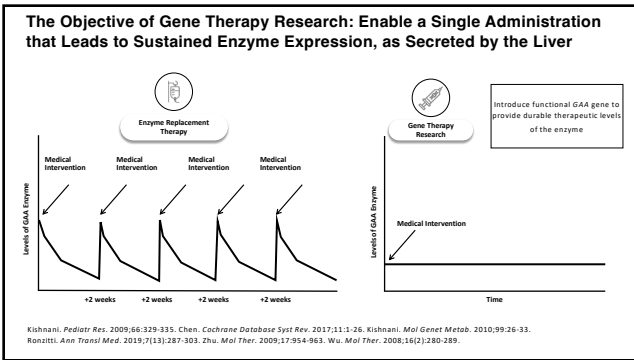 The Objective of Gene Therapy Research: Enable a Single Administration
that Leads to Sustained Enzyme Expression, as Secreted by the Liver
Enzyme Replacement
Therapy
Medical
Intervention
Medical
Intervention
Medical
Intervention
Medical
Intervention
Levels of GAA Enzyme
+2 weeks
+2 weeks
+2 weeks
+2 weeks
Gene Therapy
Research
Introduce functional GAA gene to
provide durable therapeutic levels
of the enzyme
Levels of GAA Enzyme
Medical Intervention
Time
Kishnani. Pediatr Res. 2009;66:329-335. Chen. Cochrane Database Syst Rev. 2017;11:1-26. Kishnani. Mol Genet Metab. 2010;99:26-33.
Ronzitti. Ann Transl Med. 2019;7(13):287-303. Zhu. Mol Ther. 2009;17:954-963. Wu. Mol Ther. 2008;16(2):280-289.